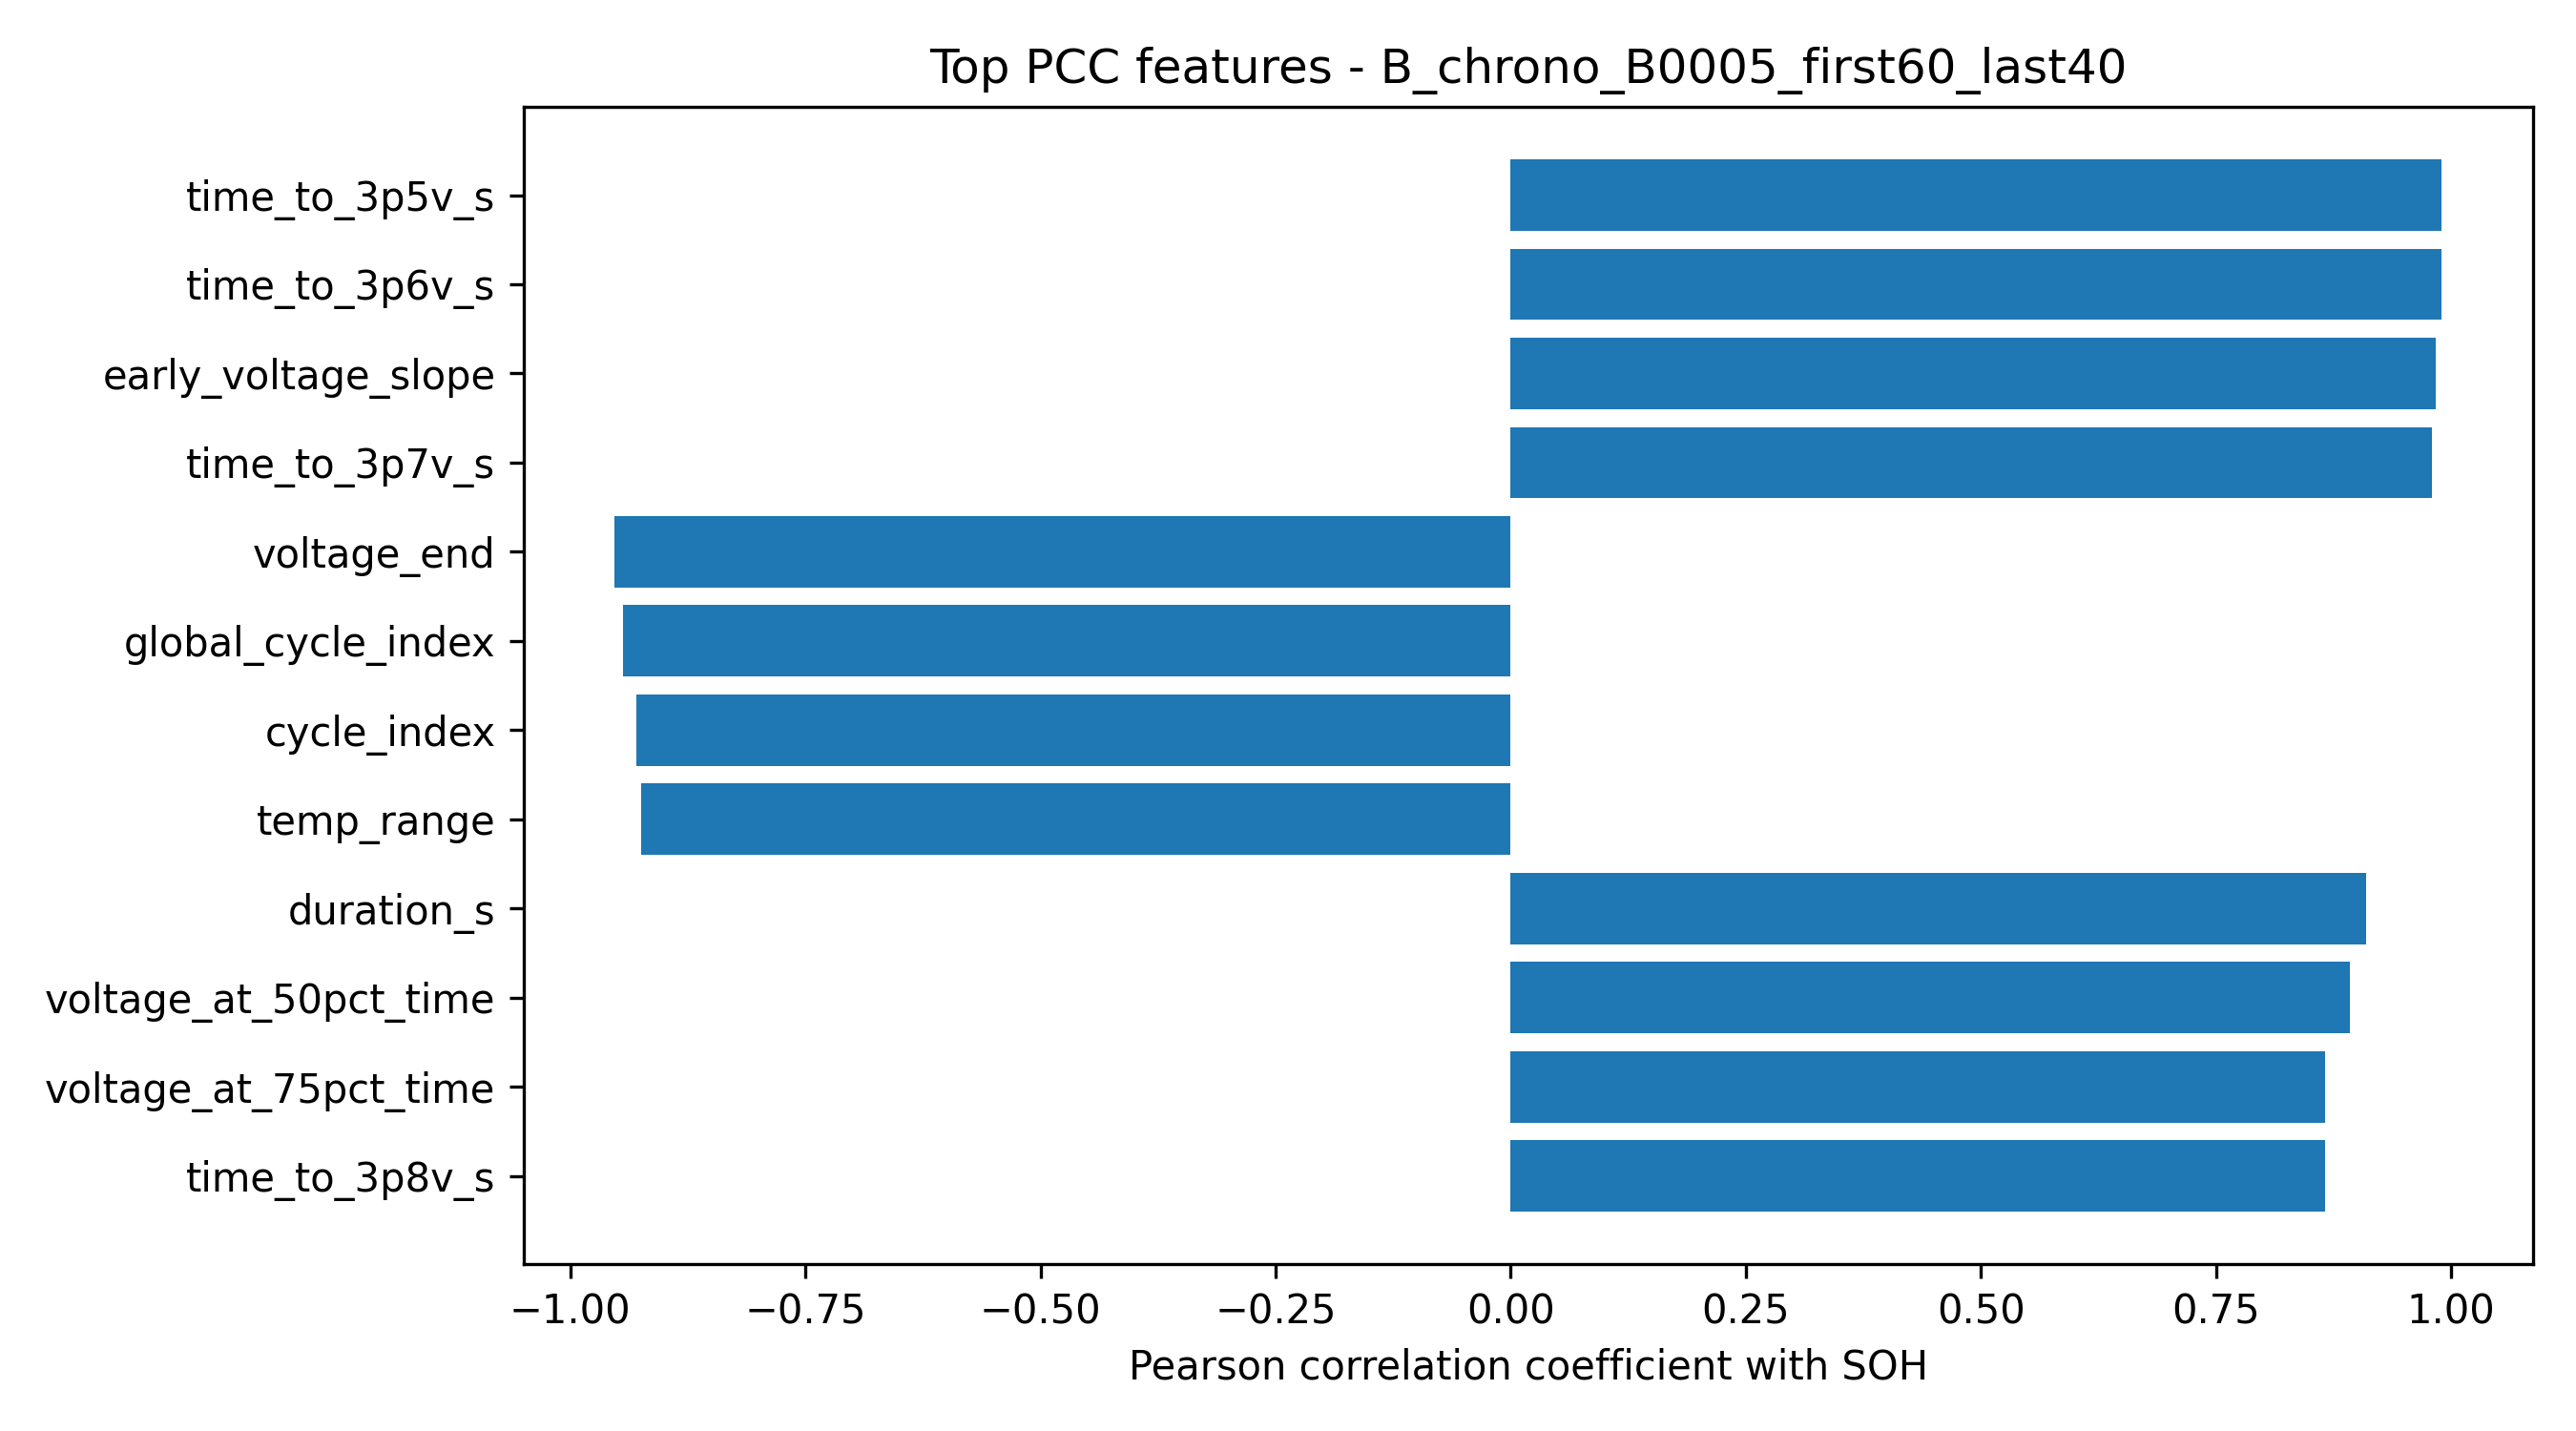 Top PCC features - B_chrono_B0005_first60_last40
time_to_3p5v_s
time_to_3p6v_s
early_voltage_slope
time_to_3p7v_s
voltage_end
global_cycle_index
cycle_index
temp_range
duration_s
voltage_at_50pct_time
voltage_at_75pct_time
time_to_3p8v_s
−1.00 −0.75 −0.50 −0.25 0.00 0.25 0.50 0.75 1.00
Pearson correlation coefficient with SOH